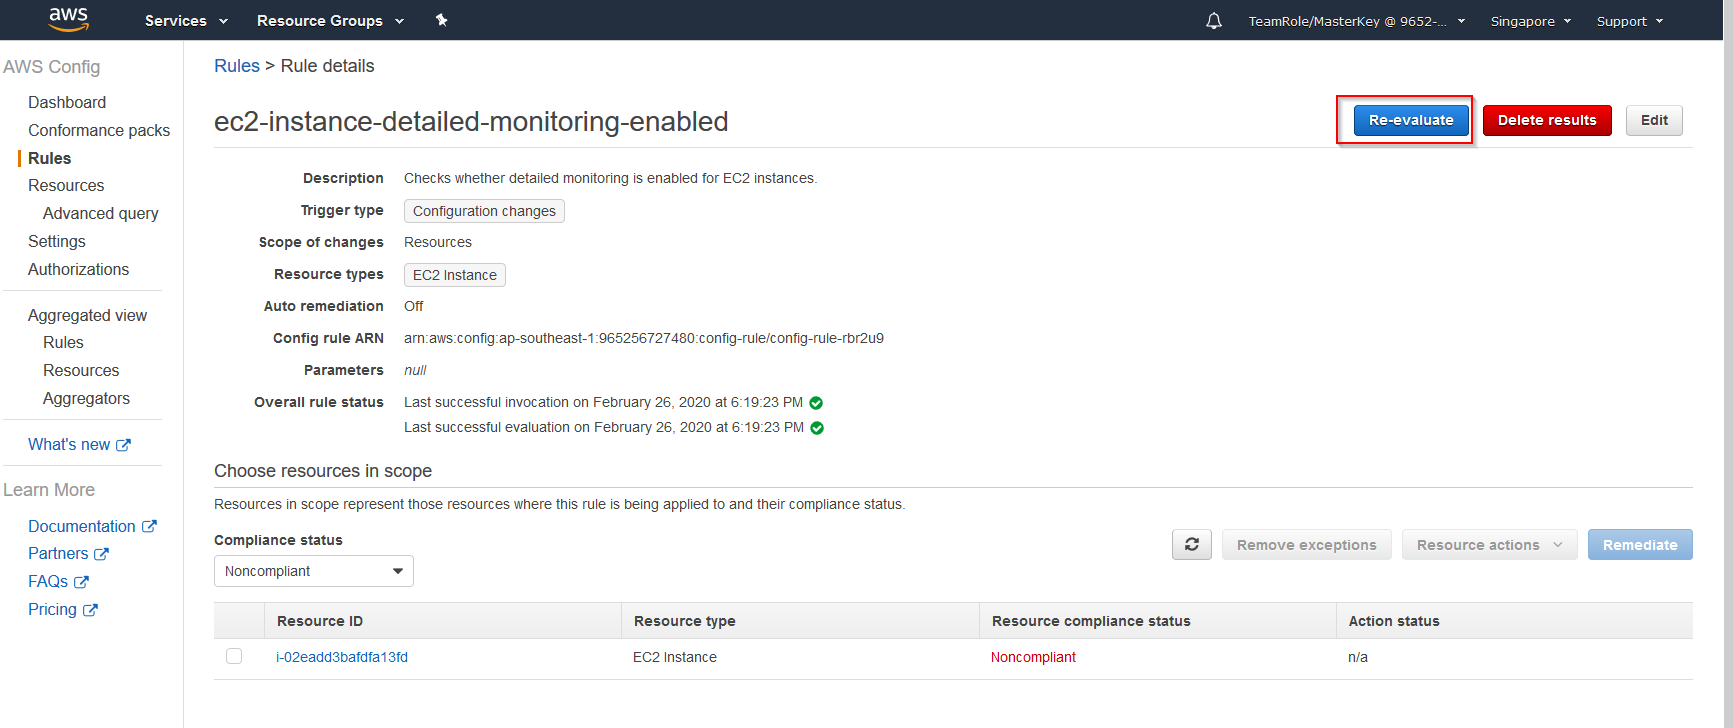 aws Services Resource Groups TeamRole/MasterKey @ 9652-... Singapore Support
AWS Config
Dashboard
Conformance packs
Rules
Resources
Advanced query
Settings
Authorizations
Aggregated view
Rules
Resources
Aggregators
What's new
Learn More
Documentation
Partners
FAQs
Pricing
Rules > Rule details
ec2-instance-detailed-monitoring-enabled Re-evaluate Delete results Edit
Description Checks whether detailed monitoring is enabled for EC2 instances.
Trigger type Configuration changes
Scope of changes Resources
Resource types EC2 Instance
Auto remediation Off
Config rule ARN arn:aws:config:ap-southeast-1:965256727480:config-rule/config-rule-rbr2u9
Parameters null
Overall rule status Last successful invocation on February 26, 2020 at 6:19:23 PM
Last successful evaluation on February 26, 2020 at 6:19:23 PM
Choose resources in scope
Resources in scope represent those resources where this rule is being applied to and their compliance status.
Compliance status
Noncompliant Remove exceptions Resource actions Remediate
Resource ID Resource type Resource compliance status Action status
i-02eadd3bafdfa13fd EC2 Instance Noncompliant n/a